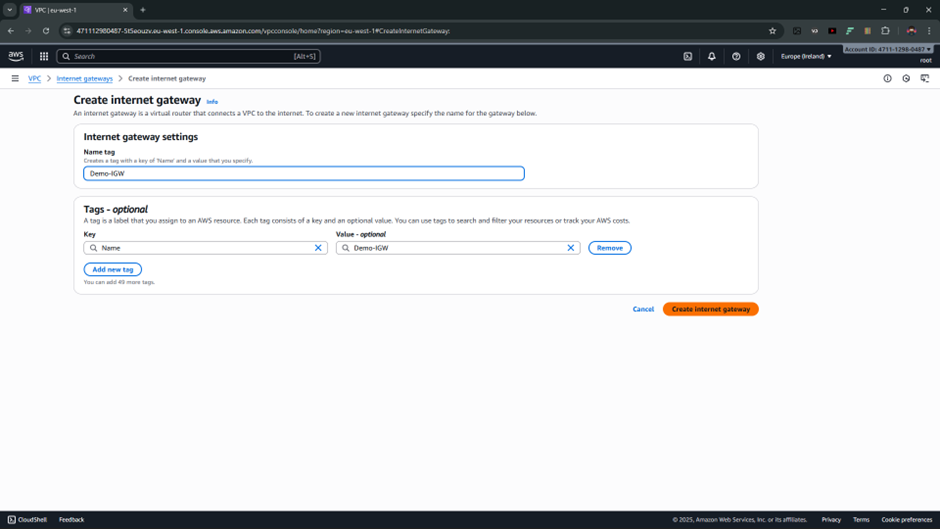 VPC | eu-west-1
471112980487-5t5eouzv.eu-west-1.console.aws.amazon.com/vpcconsole/home?region=eu-west-1#CreateInternetGateway:
Account ID: 4711-1298-0487
aws
Search
[Alt+S]
Europe (Ireland)
root
VPC
Internet gateways
Create internet gateway
Create internet gateway Info
An internet gateway is a virtual router that connects a VPC to the internet. To create a new internet gateway specify the name for the gateway below.
Internet gateway settings
Name tag
Creates a tag with a key of 'Name' and a value that you specify.
Demo-IGW
Tags - optional
A tag is a label that you assign to an AWS resource. Each tag consists of a key and an optional value. You can use tags to search and filter your resources or track your AWS costs.
Key
Value - optional
Name
Demo-IGW
Remove
Add new tag
You can add 49 more tags.
Cancel
Create internet gateway
CloudShell
Feedback
© 2025, Amazon Web Services, Inc. or its affiliates.
Privacy
Terms
Cookie preferences